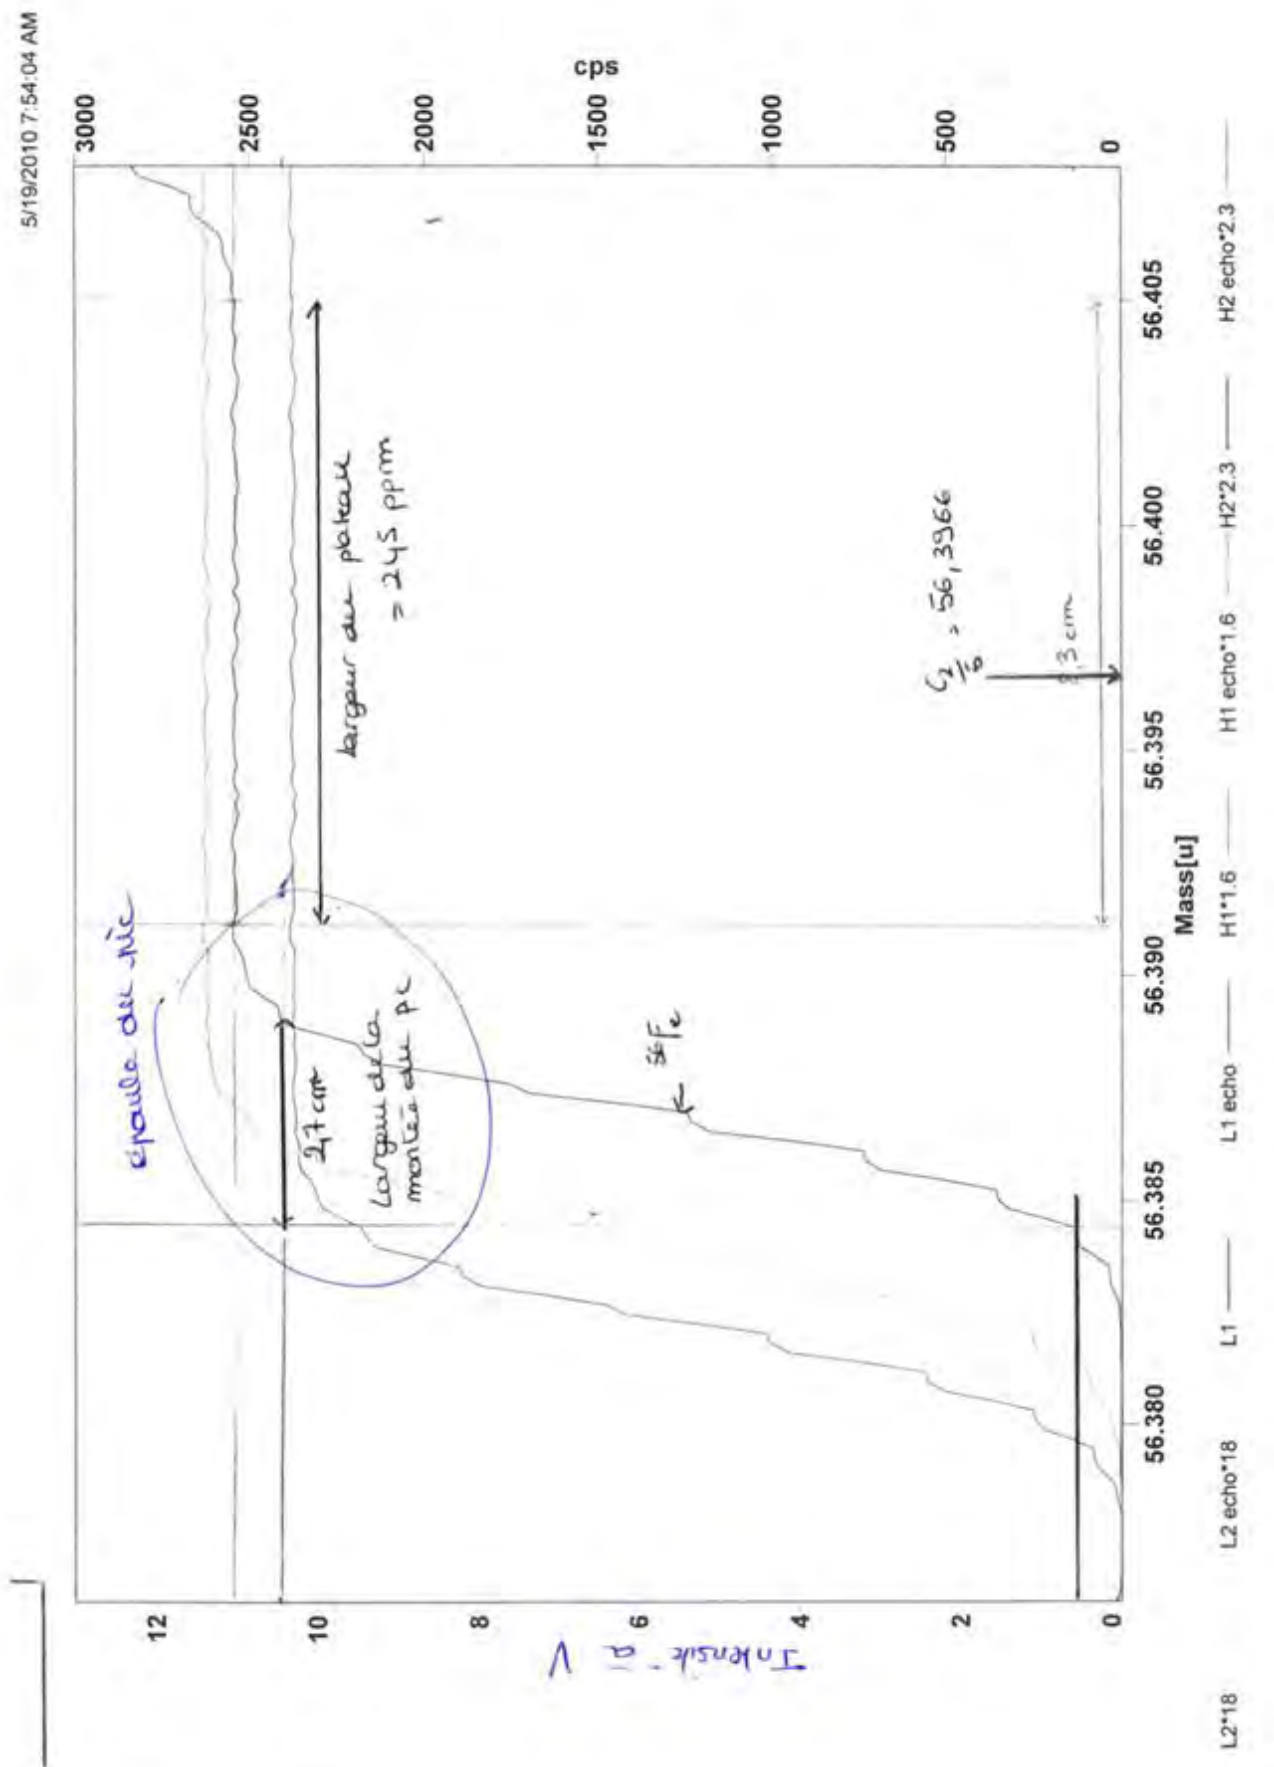 5/19/2010 7:54:04 AM
épaule du pic
12
10
8
6
4
2
0
Intensité
V
3000
2500
2000
1500
1000
500
0
cps
2,7 cm
Largeur de la
montée du pc
largeur du plateau
= 245 ppm
56Fe
= 56,3966
,3 cm
56.380
56.385
56.390
56.395
56.400
56.405
Mass[u]
L2*18
L2 echo*18
L1
L1 echo
H1*1.6
H1 echo*1.6
H2*2.3
H2 echo*2.3